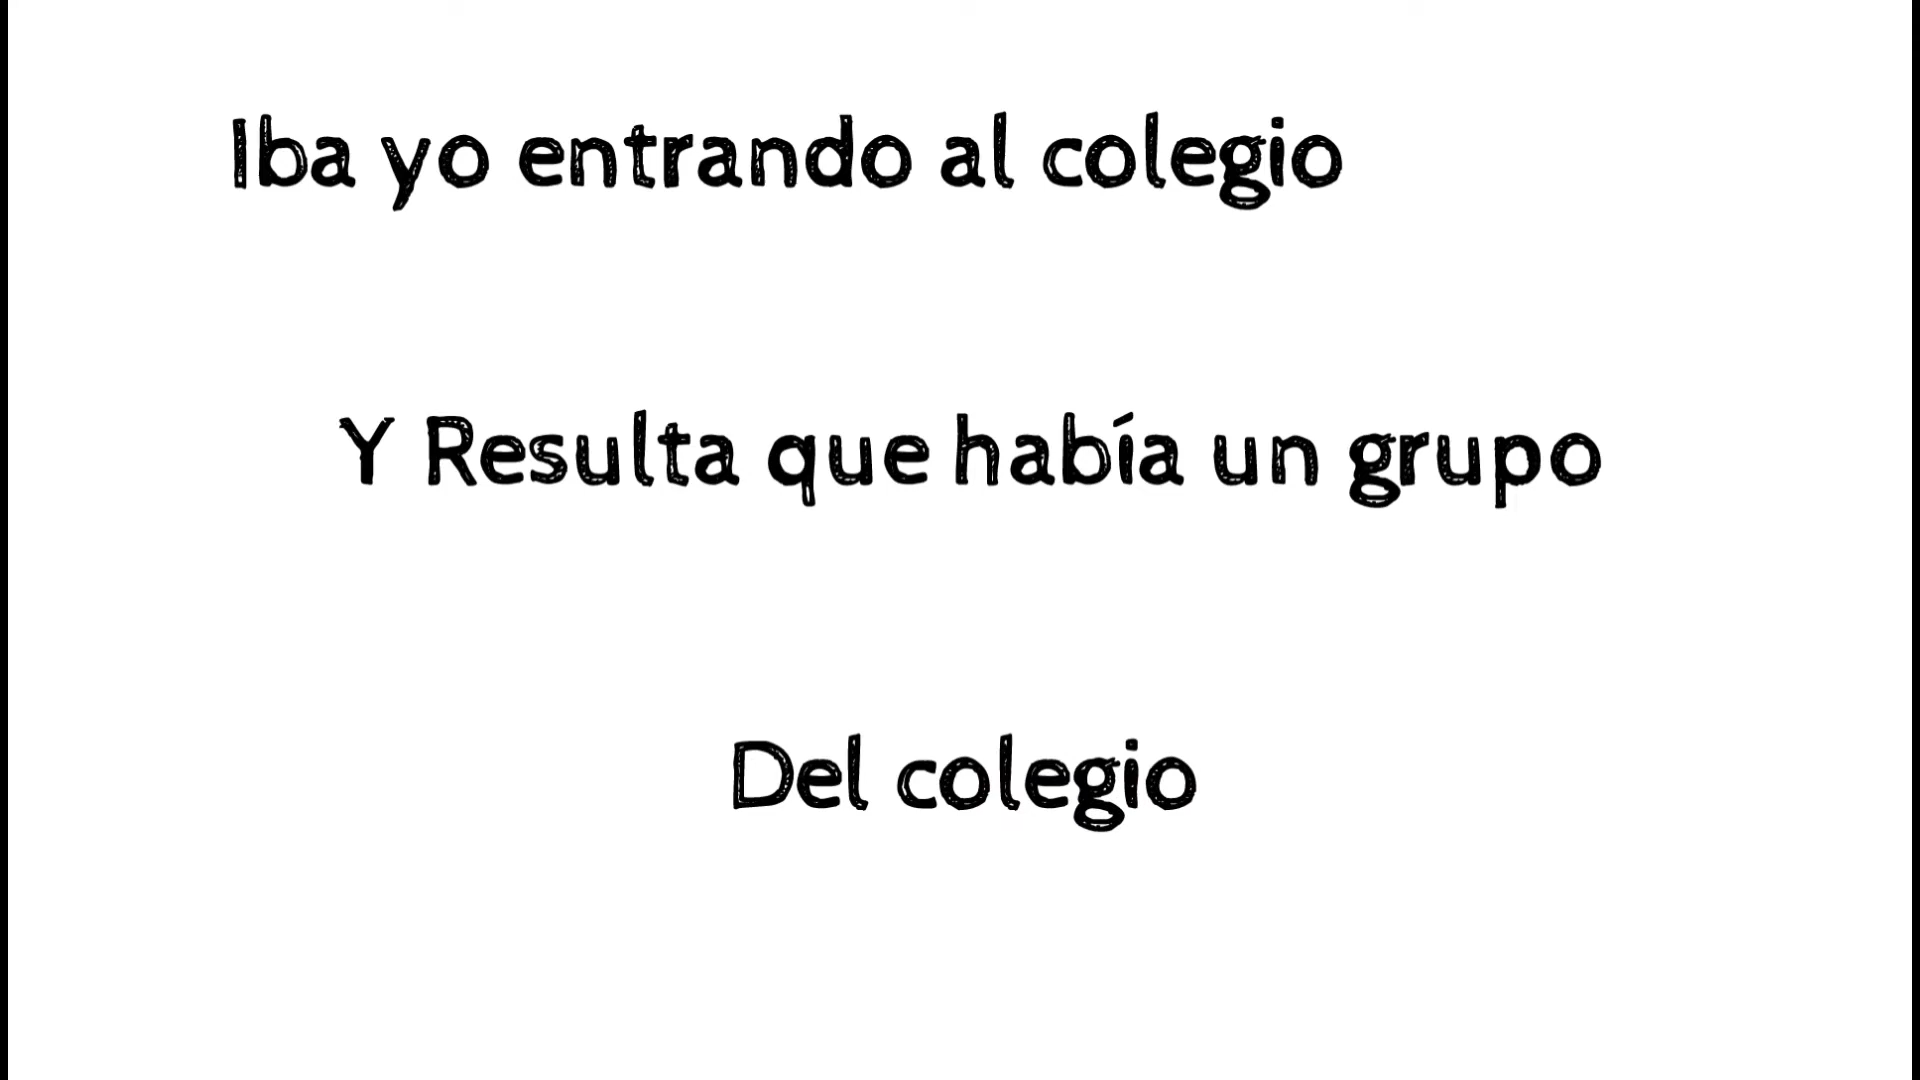 Iba yo entrando al colegio
Y Resulta que había un grupo
Del colegio